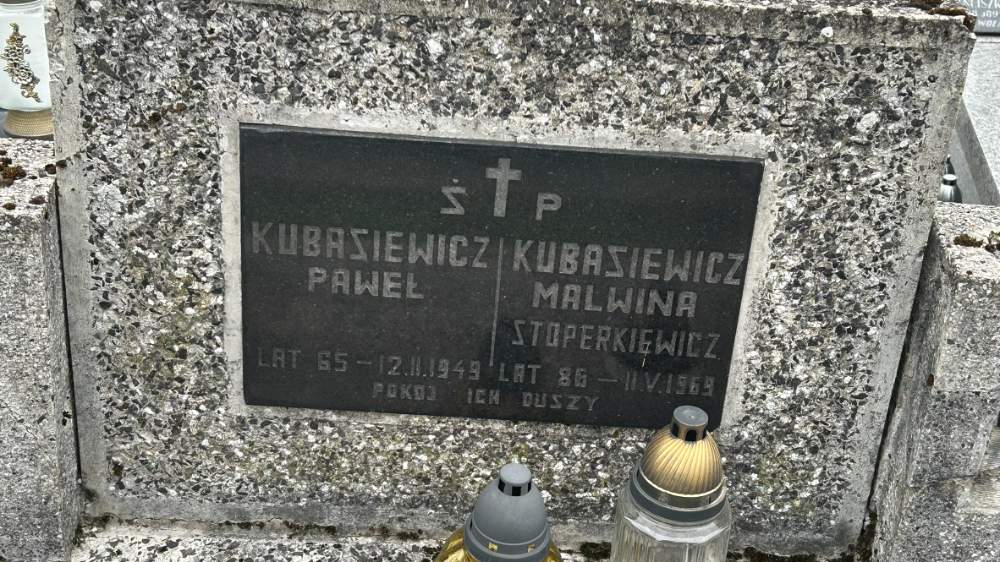 Ś P
KUBASIEWICZ
PAWEŁ
LAT 65 – 12.II.1949
KUBASIEWICZ
MALWINA
STOPERKIEWICZ
LAT 86 – 11.V.1969
POKÓJ ICH DUSZY